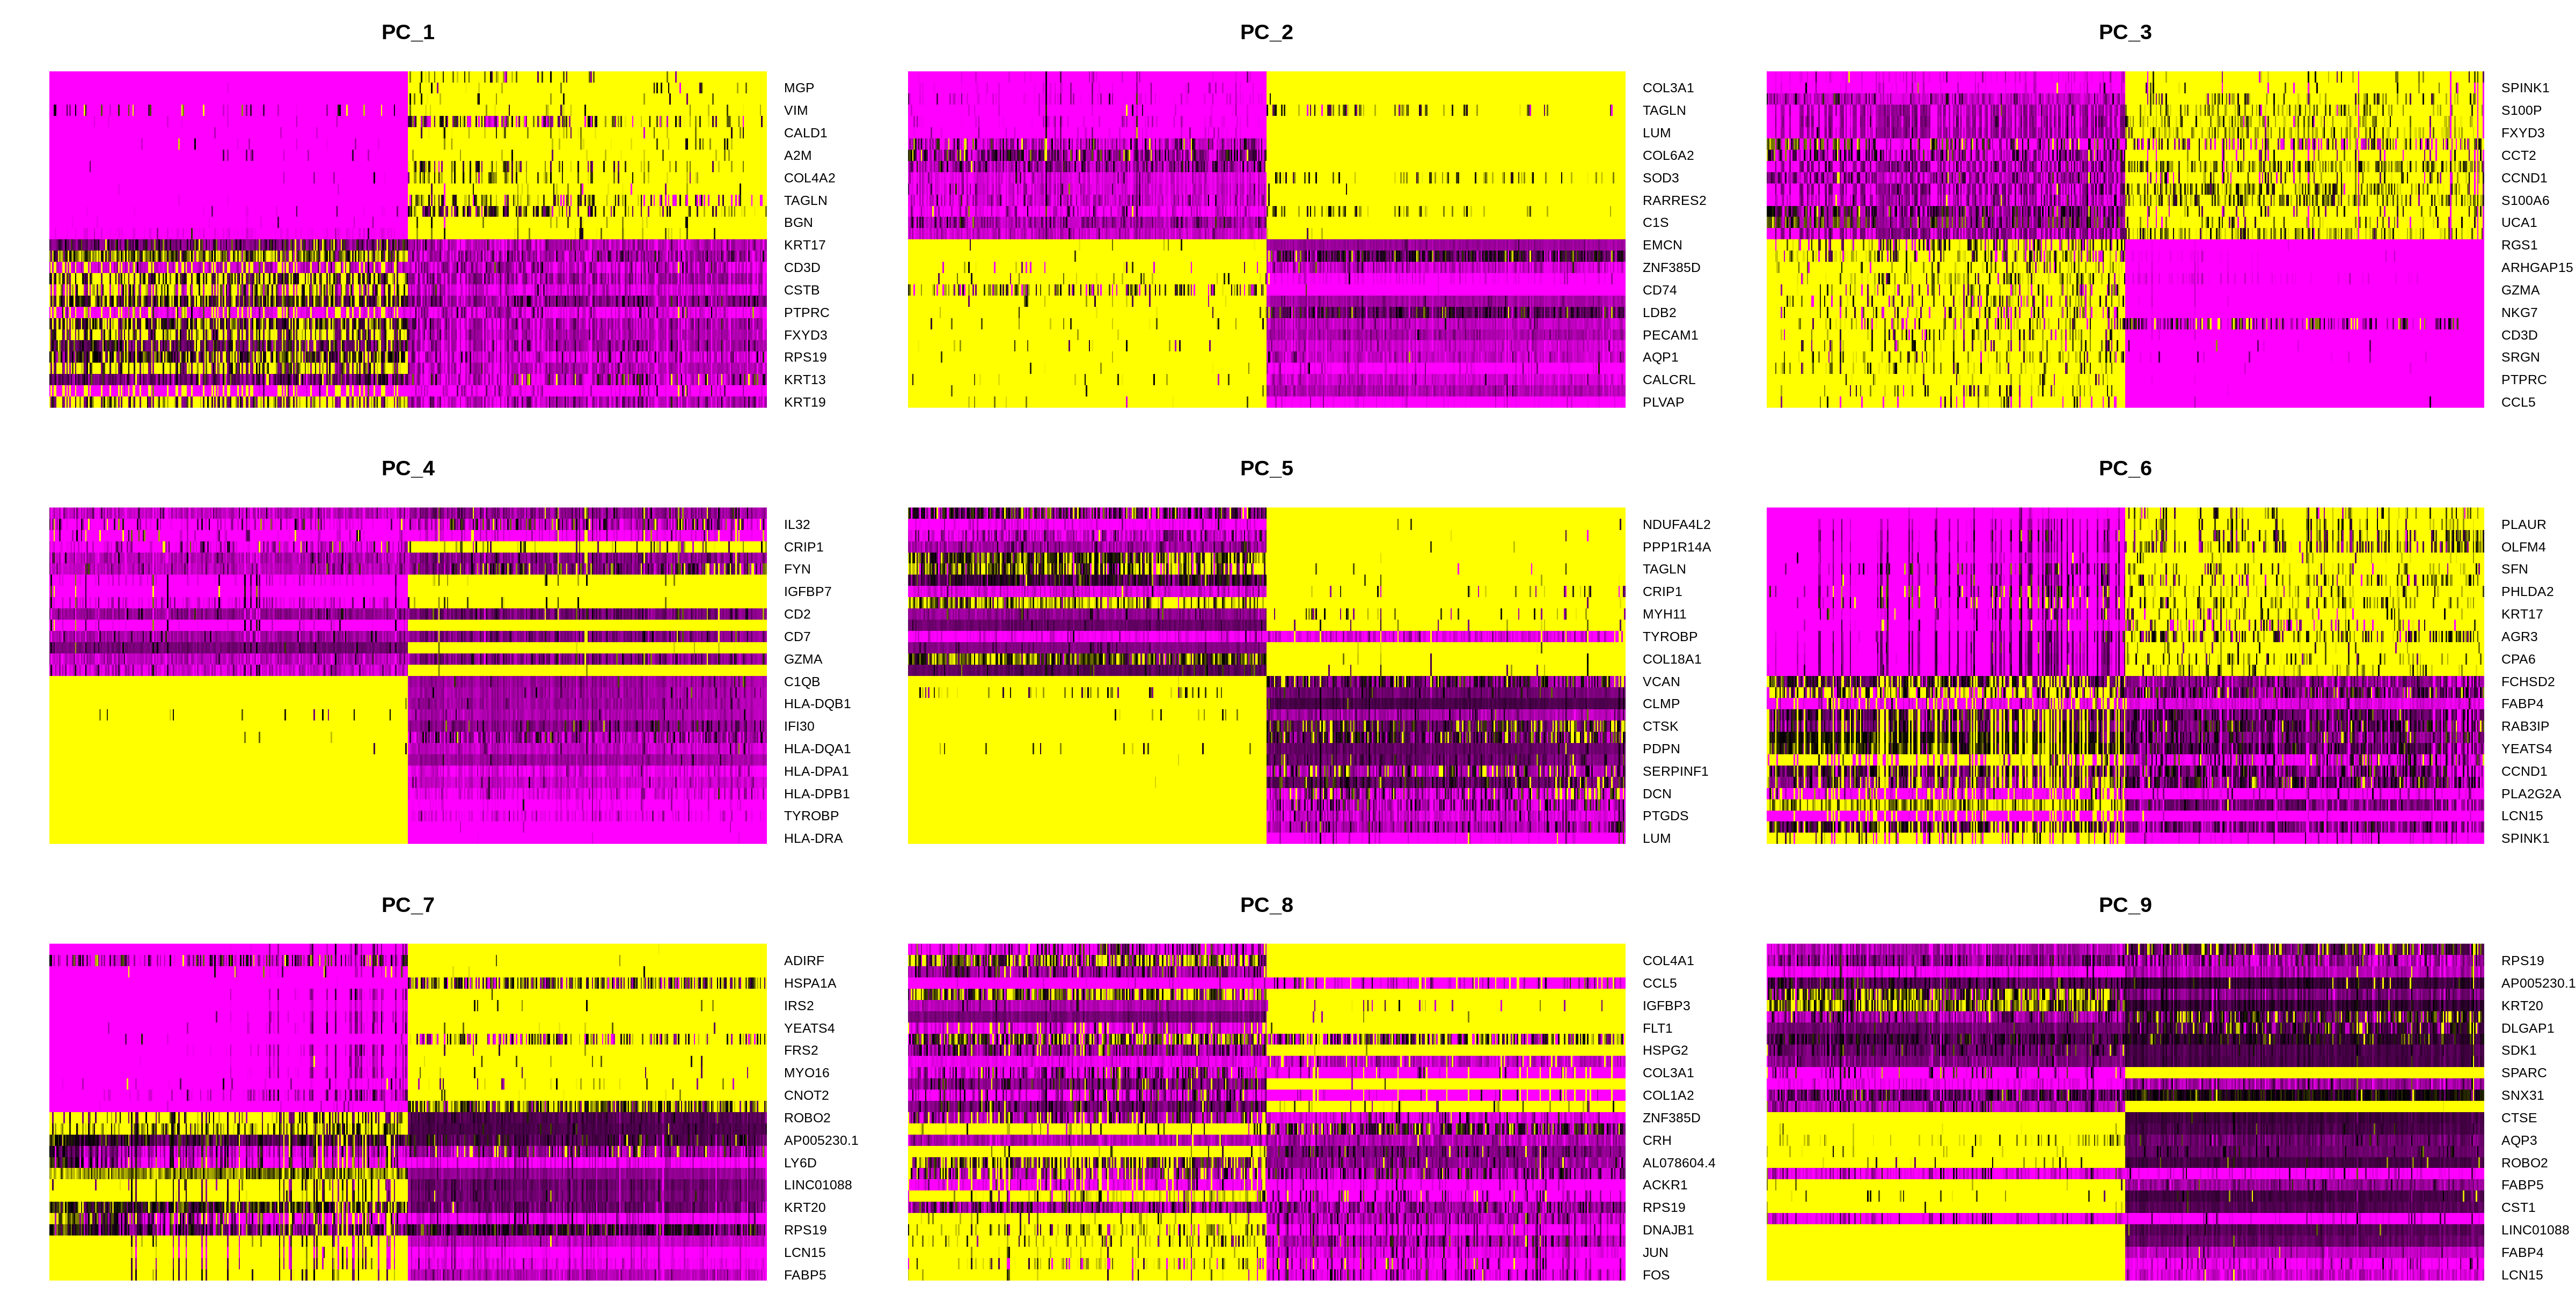 PC_1
MGP
VIM
CALD1
A2M
COL4A2
TAGLN
BGN
KRT17
CD3D
CSTB
PTPRC
FXYD3
RPS19
KRT13
KRT19
PC_2
COL3A1
TAGLN
LUM
COL6A2
SOD3
RARRES2
C1S
EMCN
ZNF385D
CD74
LDB2
PECAM1
AQP1
CALCRL
PLVAP
PC_3
SPINK1
S100P
FXYD3
CCT2
CCND1
S100A6
UCA1
RGS1
ARHGAP15
GZMA
NKG7
CD3D
SRGN
PTPRC
CCL5
PC_4
IL32
CRIP1
FYN
IGFBP7
CD2
CD7
GZMA
C1QB
HLA-DQB1
IFI30
HLA-DQA1
HLA-DPA1
HLA-DPB1
TYROBP
HLA-DRA
PC_5
NDUFA4L2
PPP1R14A
TAGLN
CRIP1
MYH11
TYROBP
COL18A1
VCAN
CLMP
CTSK
PDPN
SERPINF1
DCN
PTGDS
LUM
PC_6
PLAUR
OLFM4
SFN
PHLDA2
KRT17
AGR3
CPA6
FCHSD2
FABP4
RAB3IP
YEATS4
CCND1
PLA2G2A
LCN15
SPINK1
PC_7
ADIRF
HSPA1A
IRS2
YEATS4
FRS2
MYO16
CNOT2
ROBO2
AP005230.1
LY6D
LINC01088
KRT20
RPS19
LCN15
FABP5
PC_8
COL4A1
CCL5
IGFBP3
FLT1
HSPG2
COL3A1
COL1A2
ZNF385D
CRH
AL078604.4
ACKR1
RPS19
DNAJB1
JUN
FOS
PC_9
RPS19
AP005230.1
KRT20
DLGAP1
SDK1
SPARC
SNX31
CTSE
AQP3
ROBO2
FABP5
CST1
LINC01088
FABP4
LCN15